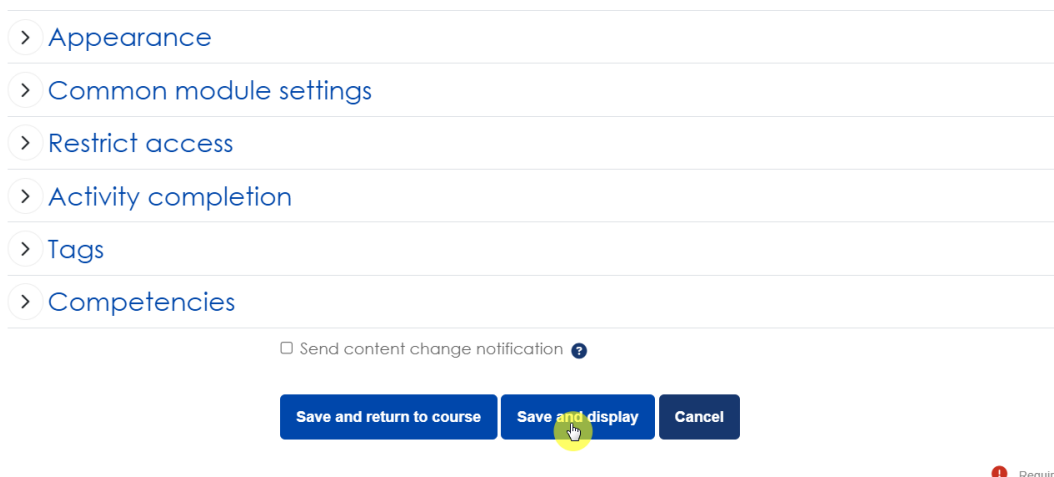 Appearance
Common module settings
Restrict access
Activity completion
Tags
Competencies
Send content change notification ?
Save and return to course Save and display Cancel